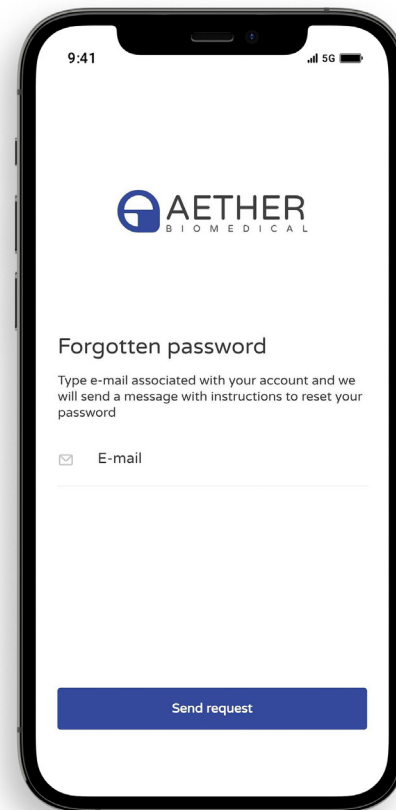 9:41
5G
AETHER
BIOMEDICAL
Forgotten password
Type e-mail associated with your account and we
will send a message with instructions to reset your
password
E-mail
Send request